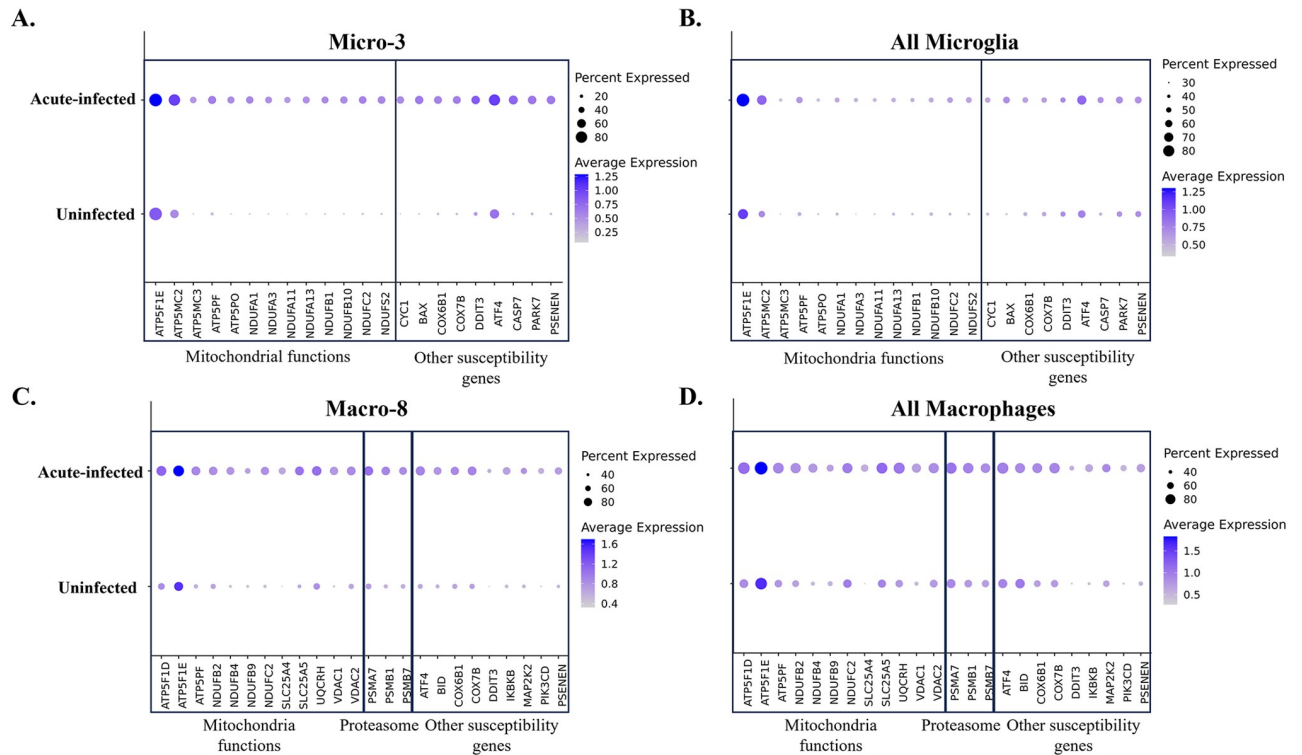 A.
Micro-3
Acute-infected
Uninfected
ATP5F1E
ATP5MC2
ATP5MC3
ATP5PF
ATP5PO
NDUFA1
NDUFA3
NDUFA11
NDUFA13
NDUFB1
NDUFB10
NDUFC2
NDUFS2
CYC1
BAX
COX6B1
COX7B
DDIT3
ATF4
CASP7
PARK7
PSENEN
Mitochondrial functions
Other susceptibility
genes
Percent Expressed
20
40
60
80
Average Expression
1.25
1.00
0.75
0.50
0.25
B.
All Microglia
ATP5F1E
ATP5MC2
ATP5MC3
ATP5PF
ATP5PO
NDUFA1
NDUFA3
NDUFA11
NDUFA13
NDUFB1
NDUFB10
NDUFC2
NDUFS2
CYC1
BAX
COX6B1
COX7B
DDIT3
ATF4
CASP7
PARK7
PSENEN
Mitochondria functions
Other susceptibility
genes
Percent Expressed
30
40
50
60
70
80
Average Expression
1.25
1.00
0.75
0.50
C.
Macro-8
Acute-infected
Uninfected
ATP5F1D
ATP5F1E
ATP5PF
NDUFB2
NDUFB4
NDUFB9
NDUFC2
SLC25A4
SLC25A5
UQCRH
VDAC1
VDAC2
PSMA7
PSMB1
PSMB7
ATF4
BID
COX6B1
COX7B
DDIT3
IKBKB
MAP2K2
PIK3CD
PSENEN
Mitochondria
functions
Proteasome
Other susceptibility
genes
Percent Expressed
40
60
80
Average Expression
1.6
1.2
0.8
0.4
D.
All Macrophages
ATP5F1D
ATP5F1E
ATP5PF
NDUFB2
NDUFB4
NDUFB9
NDUFC2
SLC25A4
SLC25A5
UQCRH
VDAC1
VDAC2
PSMA7
PSMB1
PSMB7
ATF4
BID
COX6B1
COX7B
DDIT3
IKBKB
MAP2K2
PIK3CD
PSENEN
Mitochondria
functions
Proteasome
Other susceptibility
genes
Percent Expressed
40
60
80
Average Expression
1.5
1.0
0.5